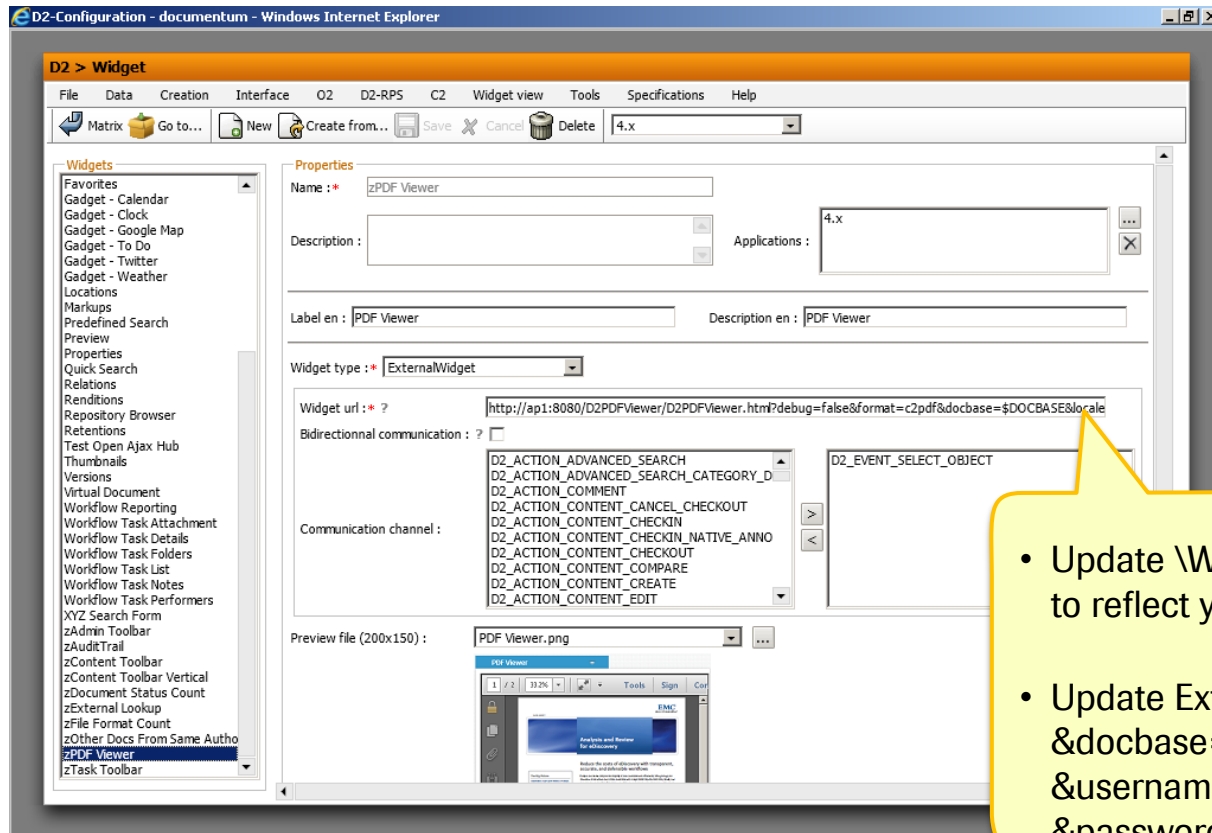 D2-Configuration - documentum - Windows Internet Explorer
D2 > Widget
File Data Creation Interface O2 D2-RPS C2 Widget view Tools Specifications Help
Matrix Go to... New Create from... Save Cancel Delete 4.x
Widgets
Favorites
Gadget - Calendar
Gadget - Clock
Gadget - Google Map
Gadget - To Do
Gadget - Twitter
Gadget - Weather
Locations
Markups
Predefined Search
Preview
Properties
Quick Search
Relations
Renditions
Repository Browser
Retentions
Test Open Ajax Hub
Thumbnails
Versions
Virtual Document
Workflow Reporting
Workflow Task Attachment
Workflow Task Details
Workflow Task Folders
Workflow Task List
Workflow Task Notes
Workflow Task Performers
XYZ Search Form
zAdmin Toolbar
zAuditTrail
zContent Toolbar
zContent Toolbar Vertical
zDocument Status Count
zExternal Lookup
zFile Format Count
zOther Docs From Same Autho
zPDF Viewer
zTask Toolbar
Properties
Name :* zPDF Viewer
Description :
Applications : 4.x
...
Label en : PDF Viewer Description en : PDF Viewer
Widget type :* ExternalWidget
Widget url :* ? http://ap1:8080/D2PDFViewer/D2PDFViewer.html?debug=false&format=c2pdf&docbase=$DOCBASE&locale
Bidirectionnal communication : ?
Communication channel :
D2_ACTION_ADVANCED_SEARCH
D2_ACTION_ADVANCED_SEARCH_CATEGORY_D
D2_ACTION_COMMENT
D2_ACTION_CONTENT_CANCEL_CHECKOUT
D2_ACTION_CONTENT_CHECKIN
D2_ACTION_CONTENT_CHECKIN_NATIVE_ANNO
D2_ACTION_CONTENT_CHECKOUT
D2_ACTION_CONTENT_COMPARE
D2_ACTION_CONTENT_CREATE
D2_ACTION_CONTENT_EDIT
>
<
D2_EVENT_SELECT_OBJECT
Preview file (200x150) : PDF Viewer.png ...
PDF Viewer
1 / 2 33.2% Tools Sign Cor
EMC
Analysis and Review
for eDiscovery
• Update \W
to reflect y
• Update Ex
&docbase=
&usernam
&password